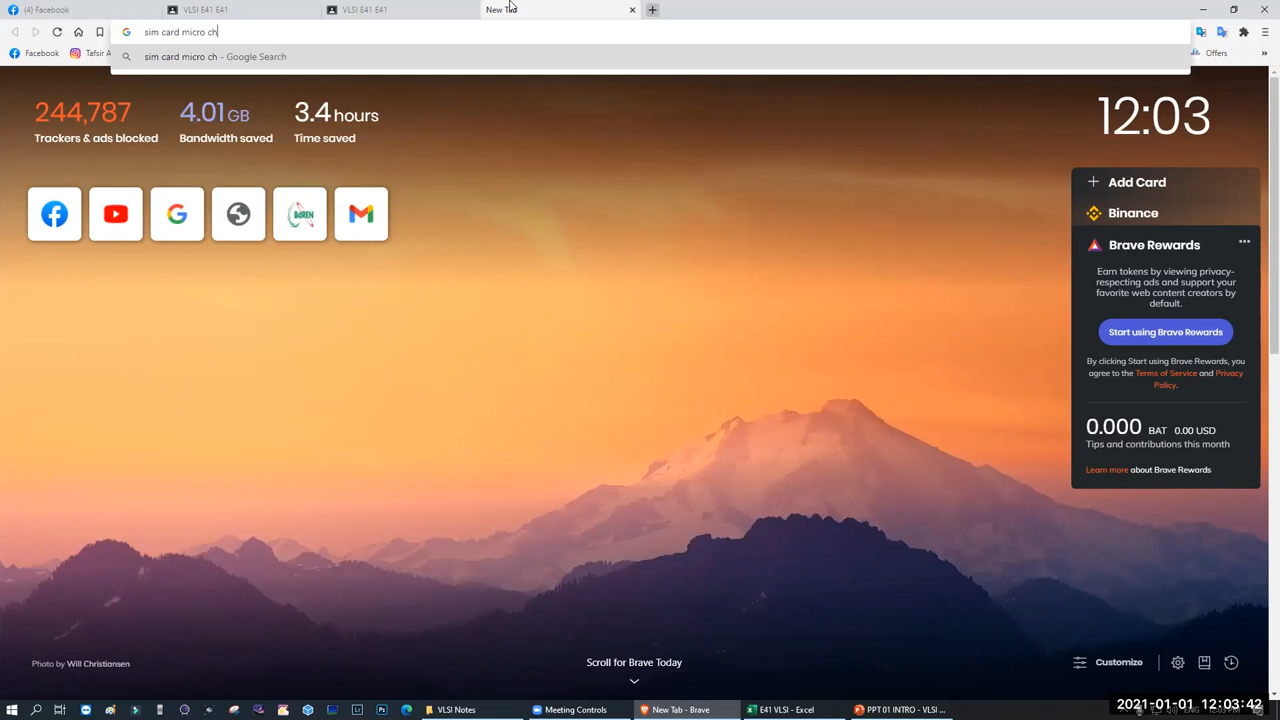 (4) Facebook
VLSI E41 E41
VLSI E41 E41
New
sim card micro ch
Offers
Facebook
Tafsir
sim card micro ch - Google Search
244,787
Trackers & ads blocked
4.01 GB
Bandwidth saved
3.4 hours
Time saved
12:03
BdREN
Add Card
Binance
Brave Rewards
Earn tokens by viewing privacy-
respecting ads and support your
favorite web content creators by
default.
Start using Brave Rewards
By clicking Start using Brave Rewards, you
agree to the Terms of Service and Privacy
Policy.
0.000 BAT 0.00 USD
Tips and contributions this month
Learn more about Brave Rewards
Photo by Will Christiansen
Scroll for Brave Today
Customize
VLSI Notes
Meeting Controls
New Tab - Brave
E41 VLSI - Excel
PPT 01 INTRO - VLSI ...
2021-01-01 12:03:42